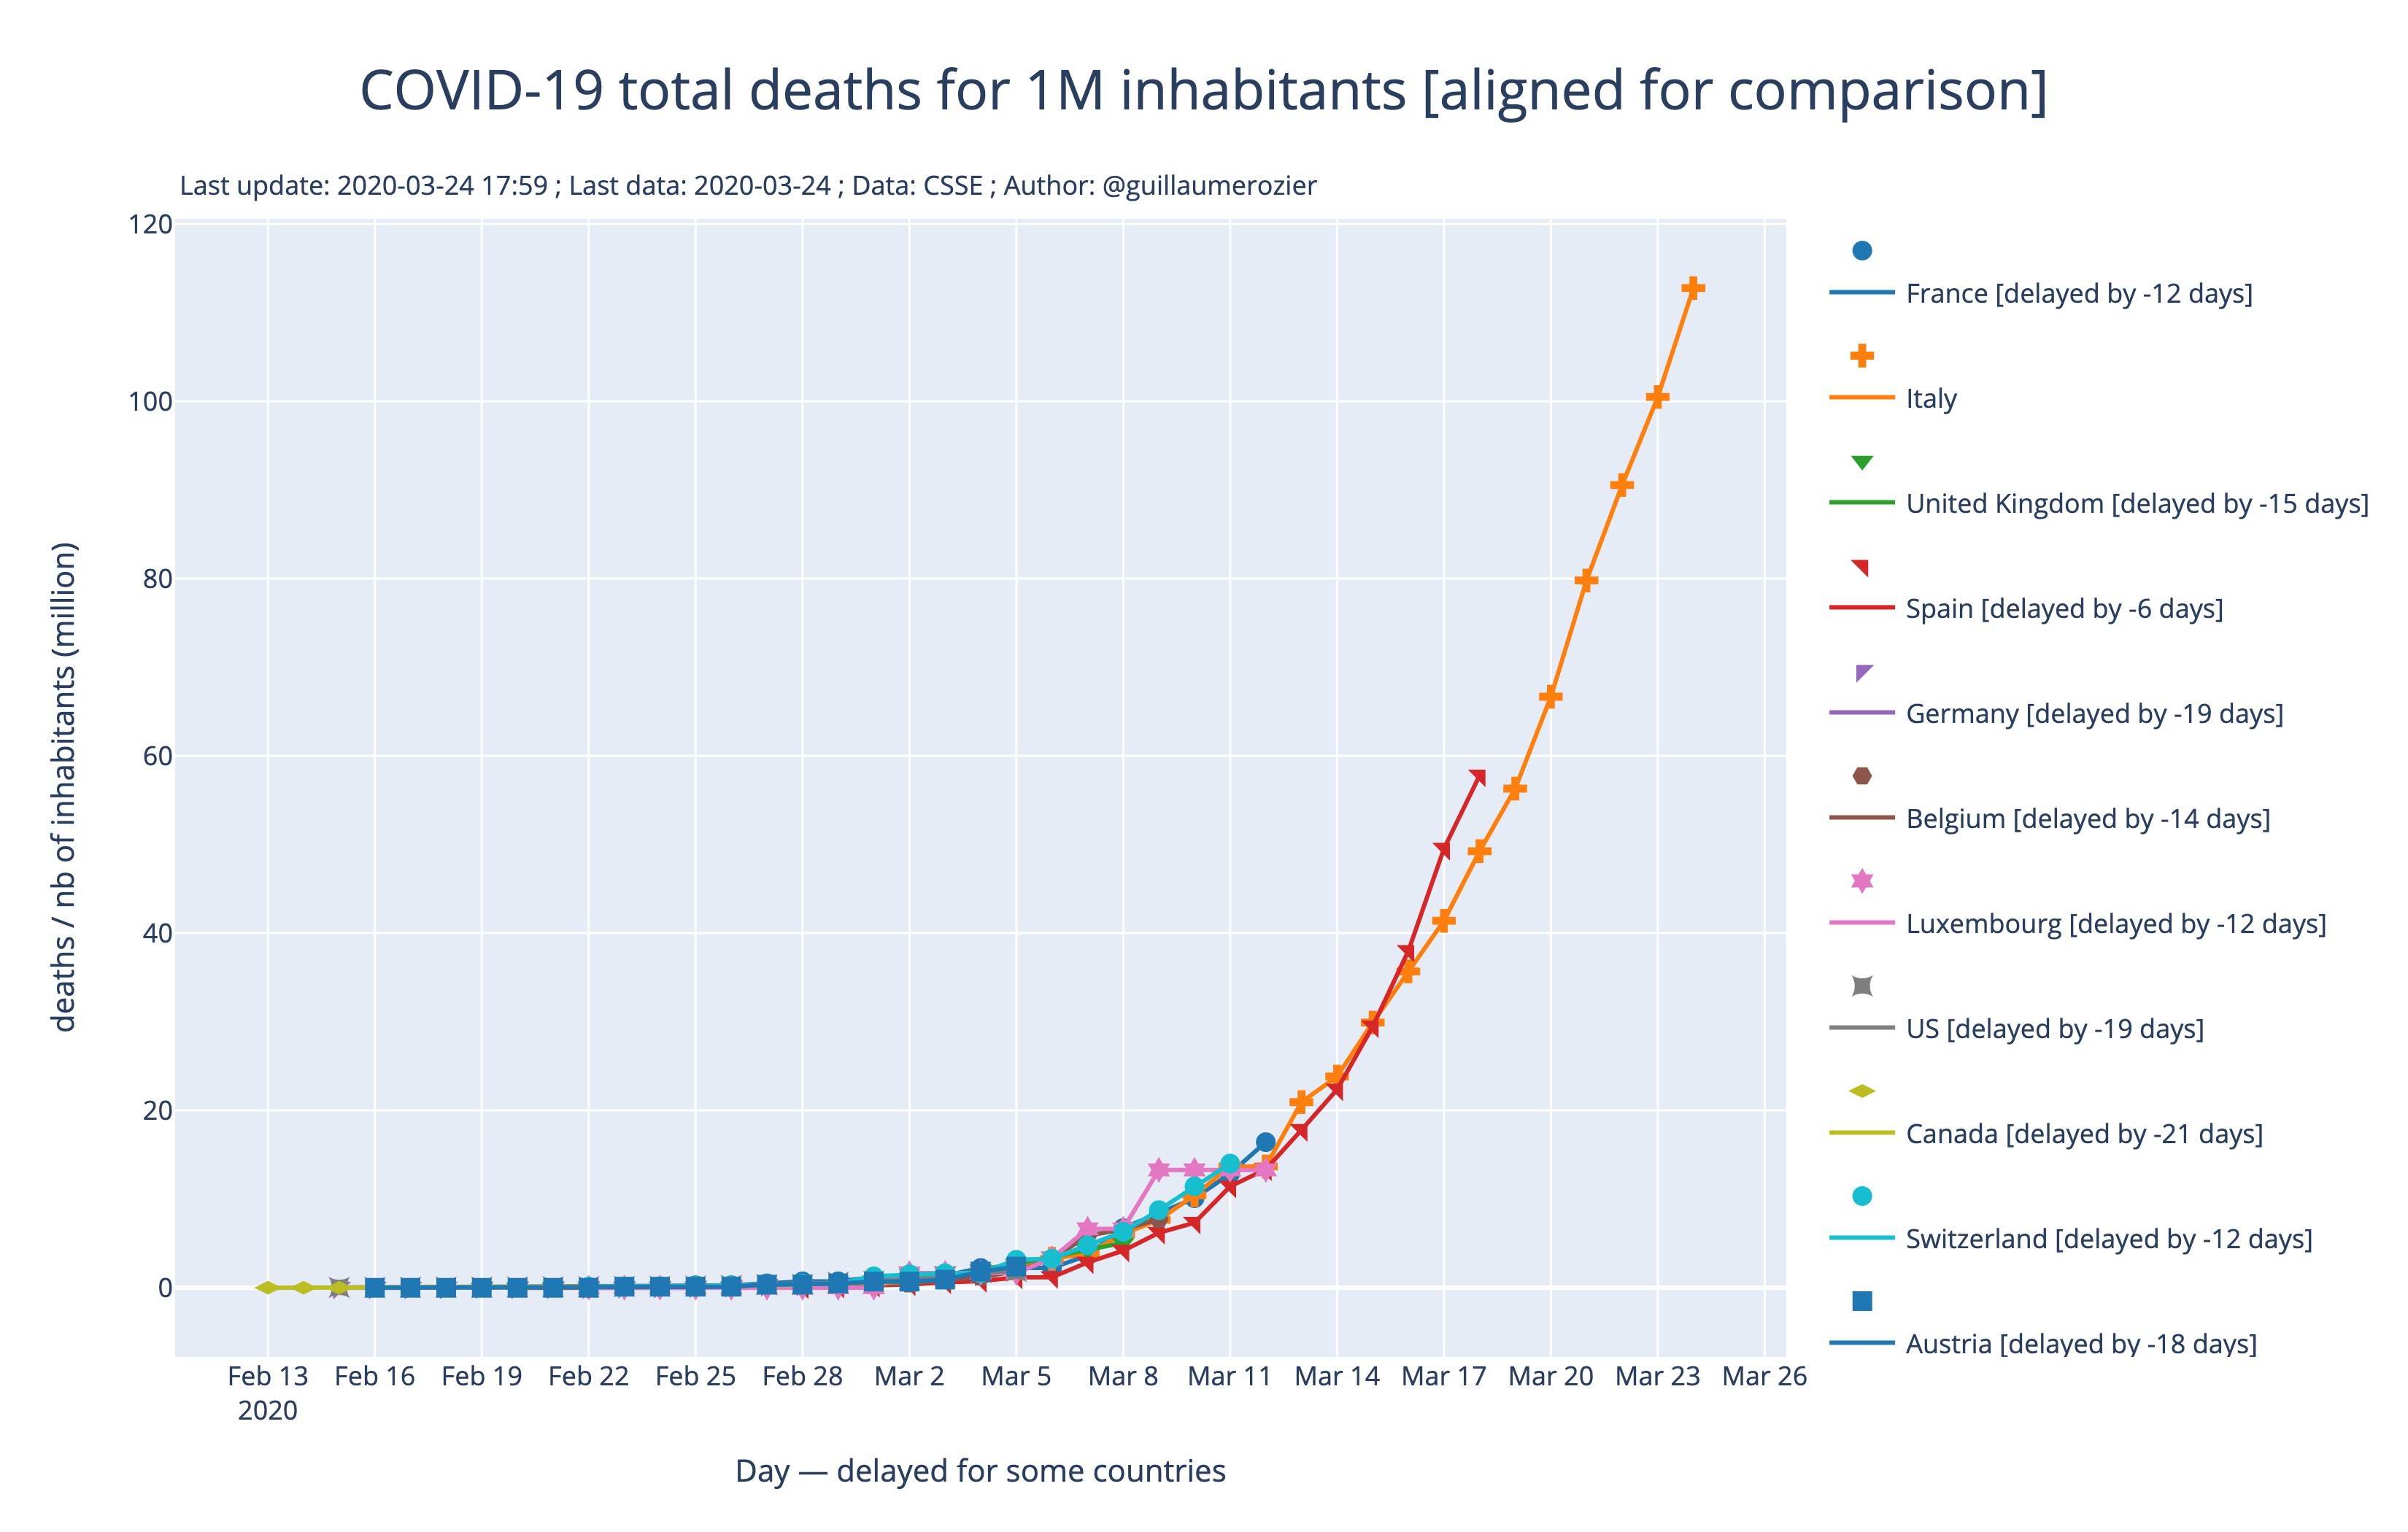 COVID-19 total deaths for 1M inhabitants [aligned for comparison]
Last update: 2020-03-24 17:59 ; Last data: 2020-03-24 ; Data: CSSE ; Author: @guillaumerozier
120
100
80
60
40
20
0
deaths / nb of inhabitants (million)
Feb 13 Feb 16 Feb 19 Feb 22 Feb 25 Feb 28 Mar 2 Mar 5 Mar 8 Mar 11 Mar 14 Mar 17 Mar 20 Mar 23 Mar 26
2020
Day — delayed for some countries
France [delayed by -12 days]
Italy
United Kingdom [delayed by -15 days]
Spain [delayed by -6 days]
Germany [delayed by -19 days]
Belgium [delayed by -14 days]
Luxembourg [delayed by -12 days]
US [delayed by -19 days]
Canada [delayed by -21 days]
Switzerland [delayed by -12 days]
Austria [delayed by -18 days]